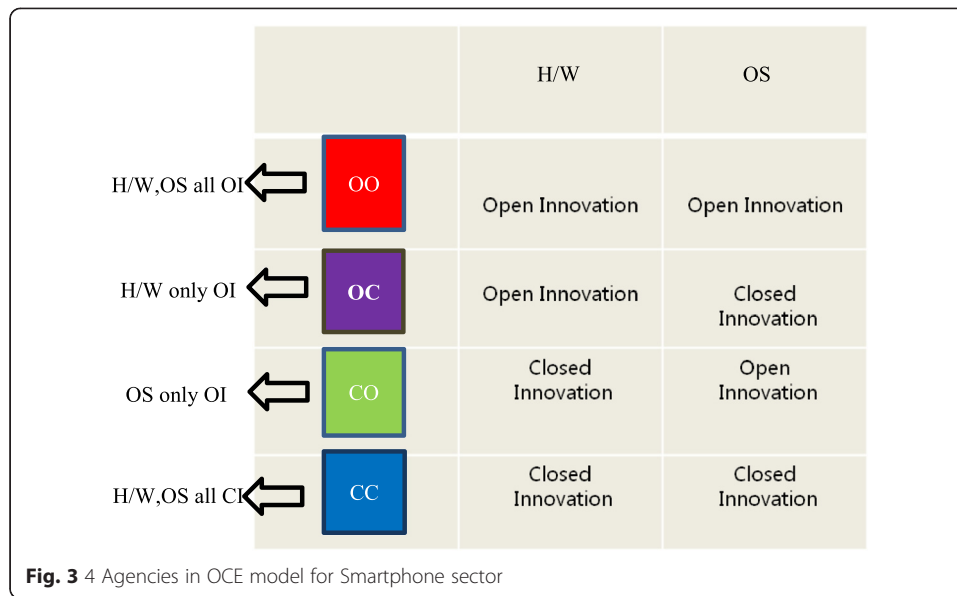 H/W OS
H/W,OS all OI OO Open Innovation Open Innovation
H/W only OI OC Open Innovation Closed
Innovation
OS only OI CO Closed
Innovation Open
Innovation
H/W,OS all CI CC Closed
Innovation Closed
Innovation
Fig. 3 4 Agencies in OCE model for Smartphone sector